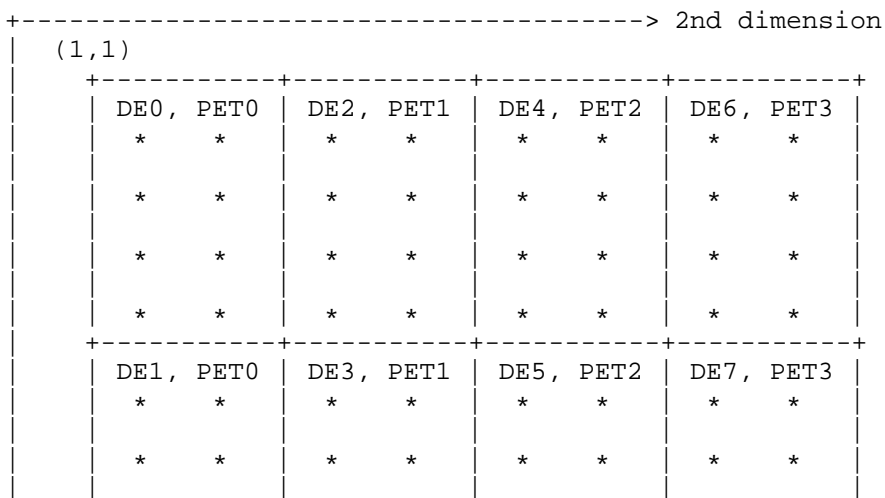 +---------------------------------------> 2nd dimension
|  (1,1)
|    +-----------+-----------+-----------+-----------+
|    | DE0, PET0 | DE2, PET1 | DE4, PET2 | DE6, PET3 |
|    |  *    *   |  *    *   |  *    *   |  *    *   |
|    |           |           |           |           |
|    |  *    *   |  *    *   |  *    *   |  *    *   |
|    |           |           |           |           |
|    |  *    *   |  *    *   |  *    *   |  *    *   |
|    |           |           |           |           |
|    |  *    *   |  *    *   |  *    *   |  *    *   |
|    +-----------+-----------+-----------+-----------+
|    | DE1, PET0 | DE3, PET1 | DE5, PET2 | DE7, PET3 |
|    |  *    *   |  *    *   |  *    *   |  *    *   |
|    |           |           |           |           |
|    |  *    *   |  *    *   |  *    *   |  *    *   |
|    |           |           |           |           |